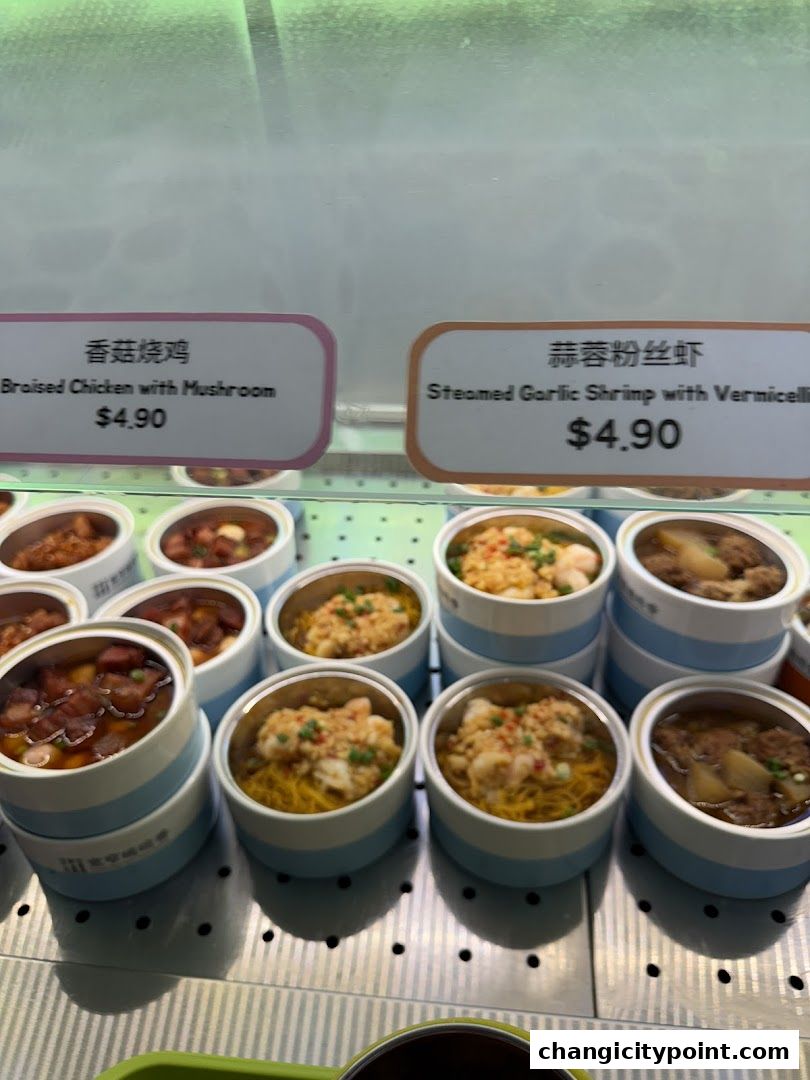 香菇烧鸡
Braised Chicken with Mushroom
$4.90
蒜蓉粉丝虾
Steamed Garlic Shrimp with Vermicelli
$4.90
changicitypoint.com